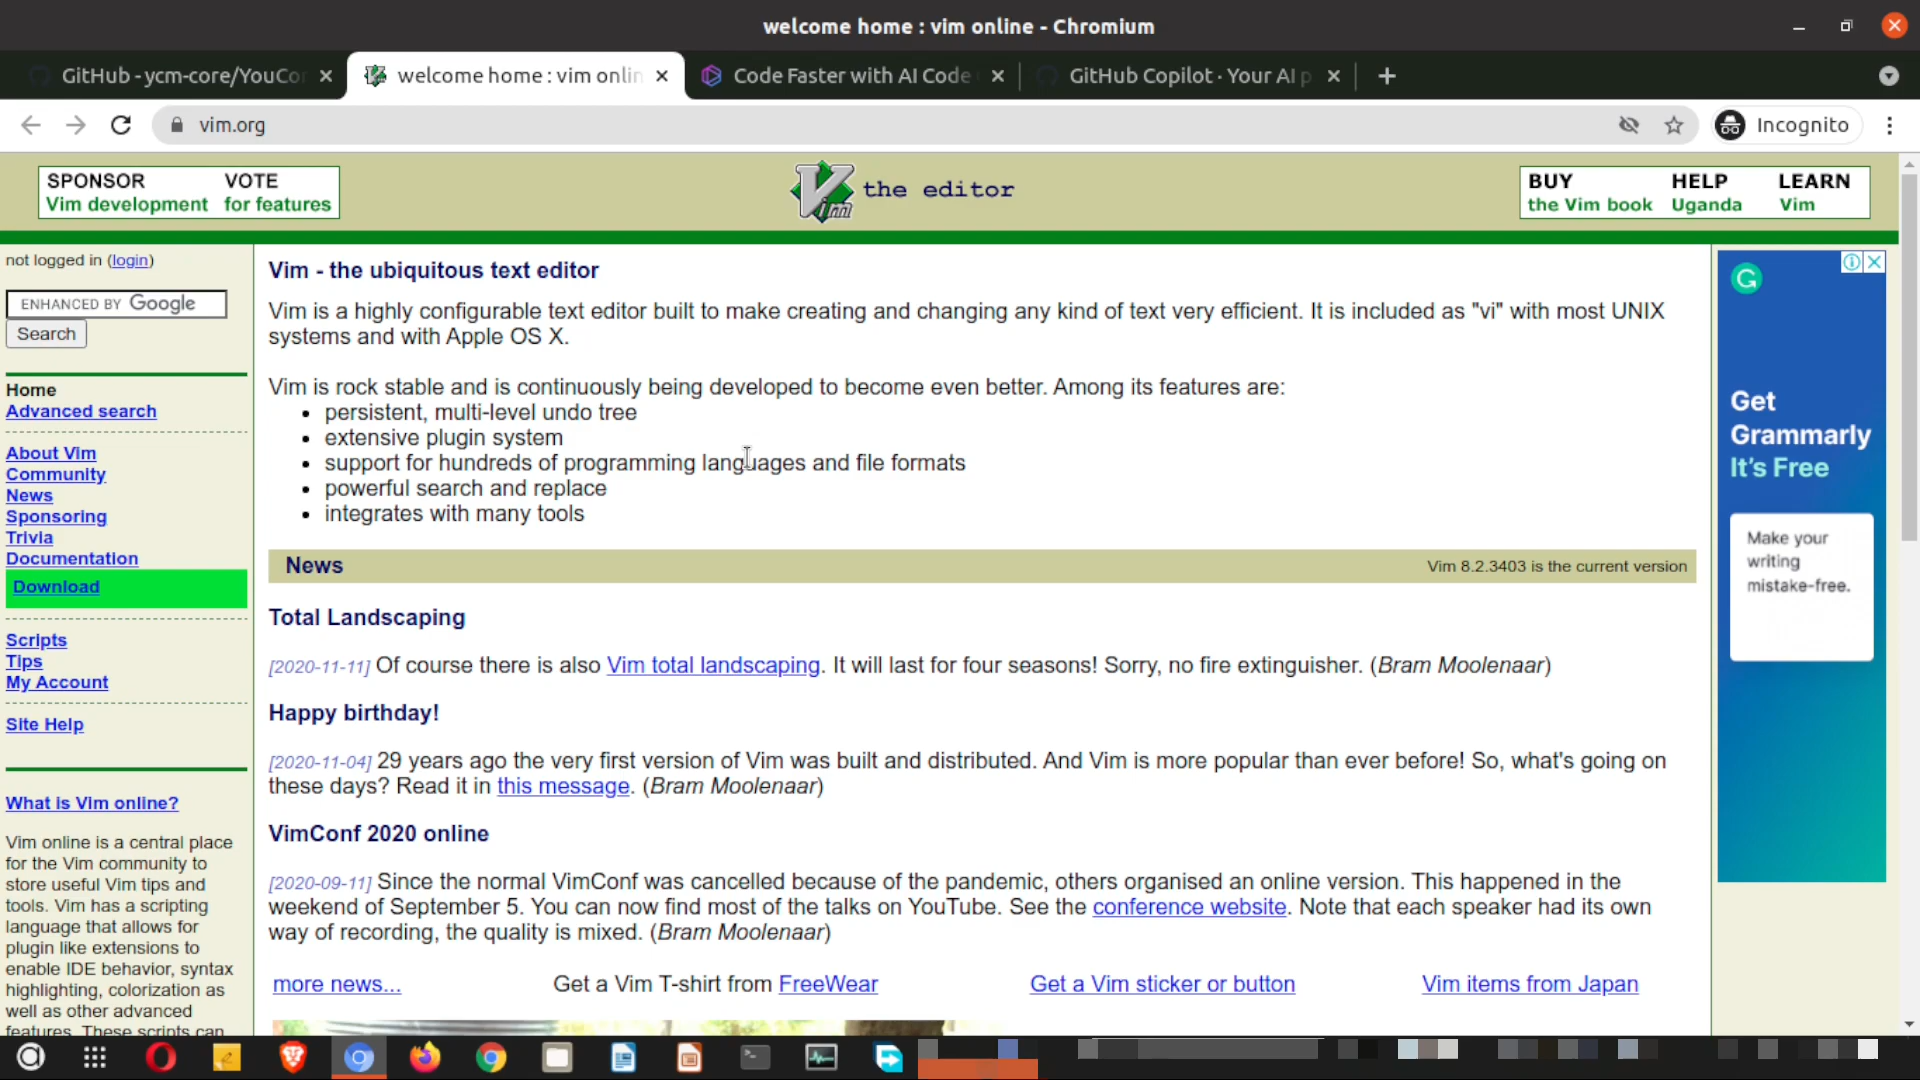 welcome home : vim online - Chromium
GitHub - ycm-core/YouCo
welcome home : vim onlin
Code Faster with AI Code
GitHub Copilot · Your AI p
vim.org
Incognito
SPONSOR
Vim development
VOTE
for features
Vim
the editor
BUY
the Vim book
HELP
Uganda
LEARN
Vim
not logged in (login)
ENHANCED BY Google
Search
Home
Advanced search
About Vim
Community
News
Sponsoring
Trivia
Documentation
Download
Scripts
Tips
My Account
Site Help
What is Vim online?
Vim online is a central place
for the Vim community to
store useful Vim tips and
tools. Vim has a scripting
language that allows for
plugin like extensions to
enable IDE behavior, syntax
highlighting, colorization as
well as other advanced
features. These scripts can
Vim - the ubiquitous text editor
Vim is a highly configurable text editor built to make creating and changing any kind of text very efficient. It is included as "vi" with most UNIX
systems and with Apple OS X.
Vim is rock stable and is continuously being developed to become even better. Among its features are:
• persistent, multi-level undo tree
• extensive plugin system
• support for hundreds of programming languages and file formats
• powerful search and replace
• integrates with many tools
News
Vim 8.2.3403 is the current version
Total Landscaping
[2020-11-11] Of course there is also Vim total landscaping. It will last for four seasons! Sorry, no fire extinguisher. (Bram Moolenaar)
Happy birthday!
[2020-11-04] 29 years ago the very first version of Vim was built and distributed. And Vim is more popular than ever before! So, what's going on
these days? Read it in this message. (Bram Moolenaar)
VimConf 2020 online
[2020-09-11] Since the normal VimConf was cancelled because of the pandemic, others organised an online version. This happened in the
weekend of September 5. You can now find most of the talks on YouTube. See the conference website. Note that each speaker had its own
way of recording, the quality is mixed. (Bram Moolenaar)
more news...
Get a Vim T-shirt from FreeWear
Get a Vim sticker or button
Vim items from Japan
Get
Grammarly
It's Free
Make your
writing
mistake-free.